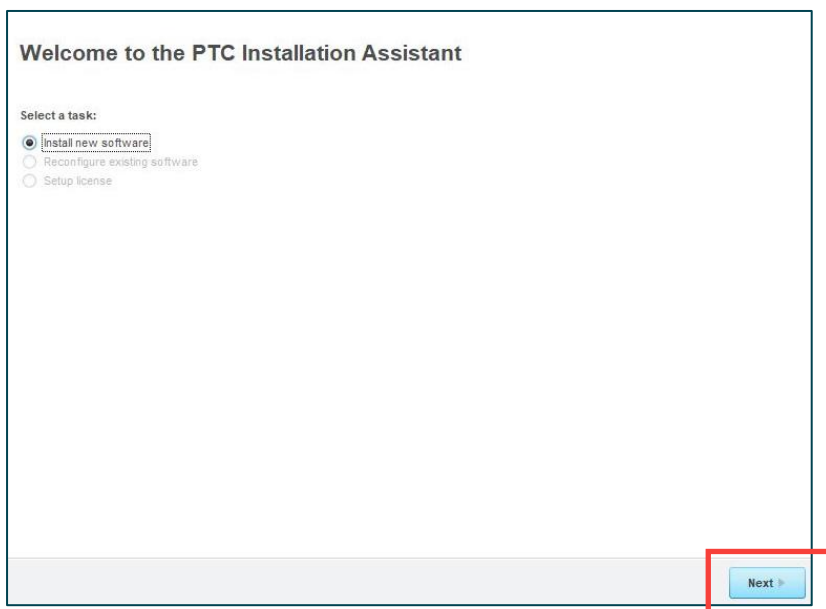 Welcome to the PTC Installation Assistant
Select a task:
Install new software
Reconfigure existing software
Setup license
Next